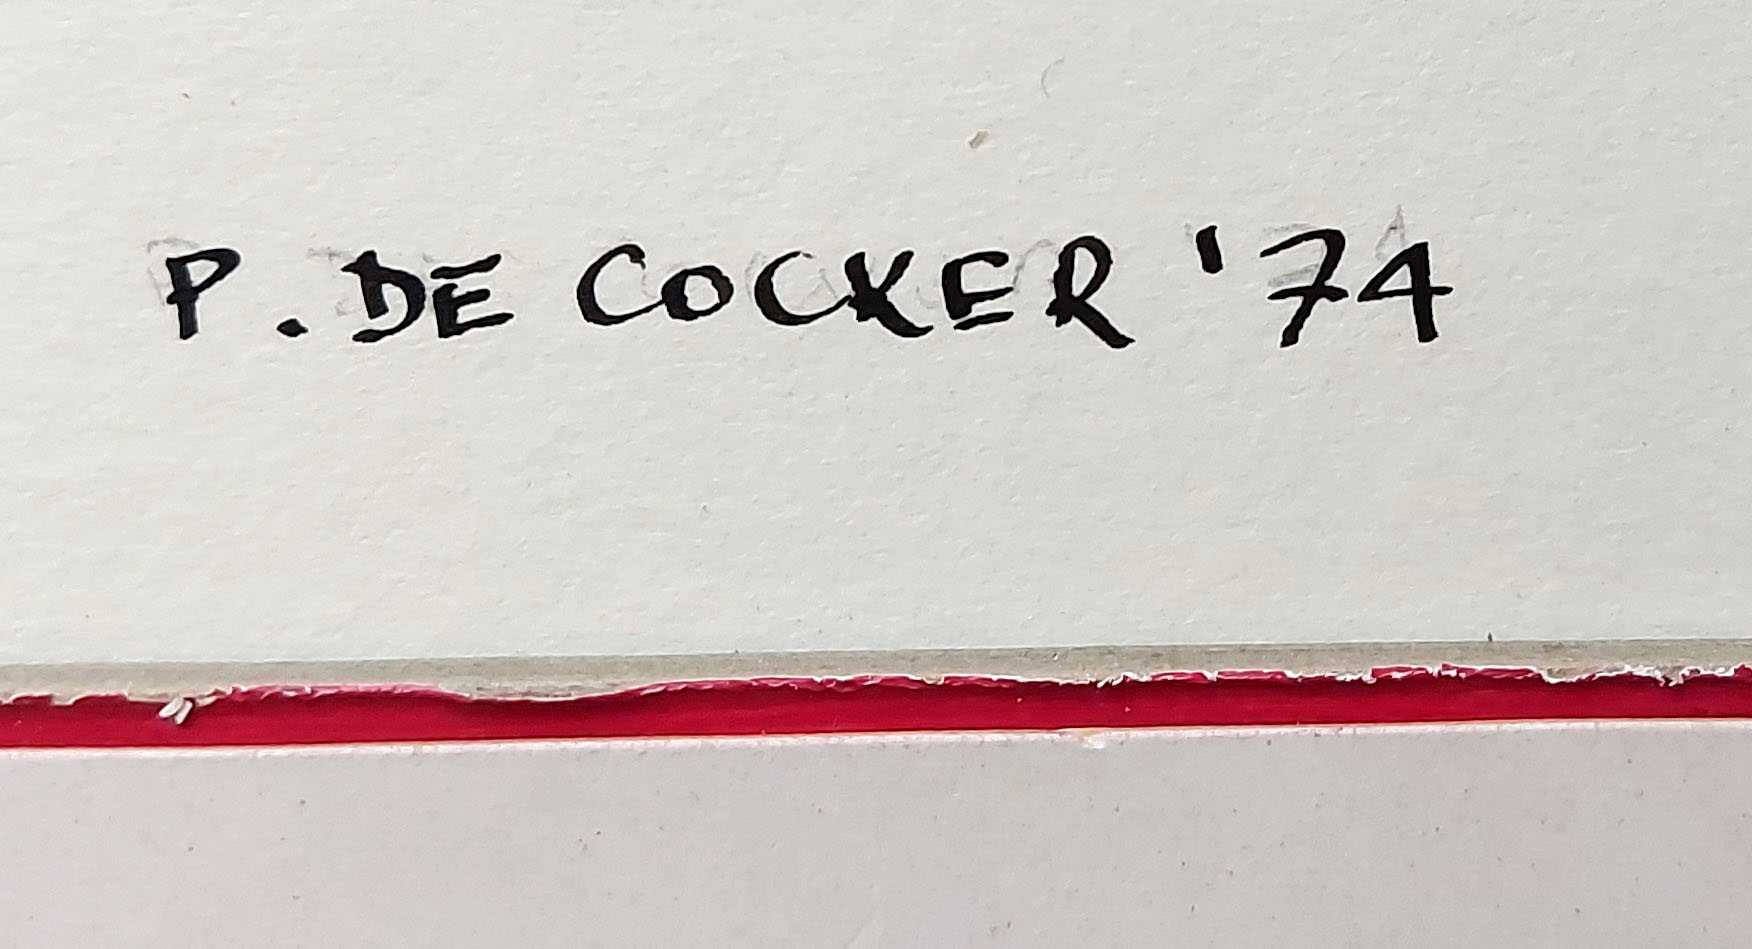 P. DE COCKER '74